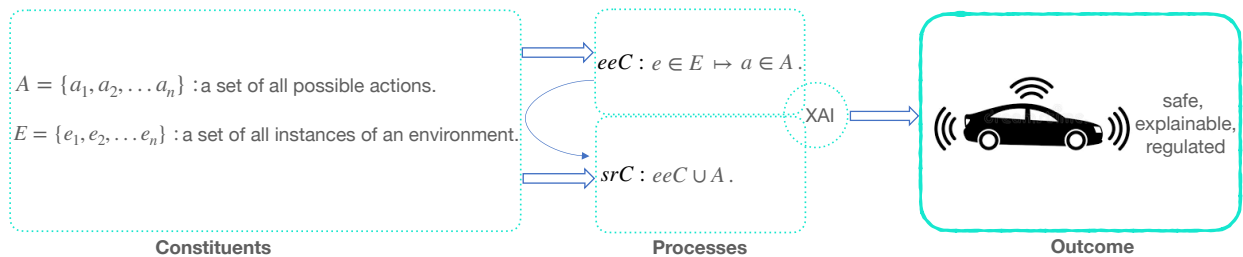 A = {a₁, a₂, … aₙ} : a set of all possible actions.
E = {e₁, e₂, … eₙ} : a set of all instances of an environment.
Constituents
eeC : e ∈ E ↦ a ∈ A .
srC : eeC ∪ A .
XAI
Processes
safe,
explainable,
regulated
Outcome